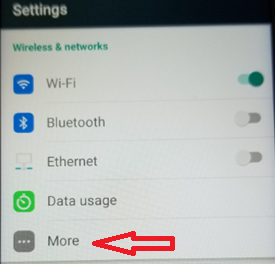 Settings
Wireless & networks
Wi-Fi
Bluetooth
Ethernet
Data usage
More